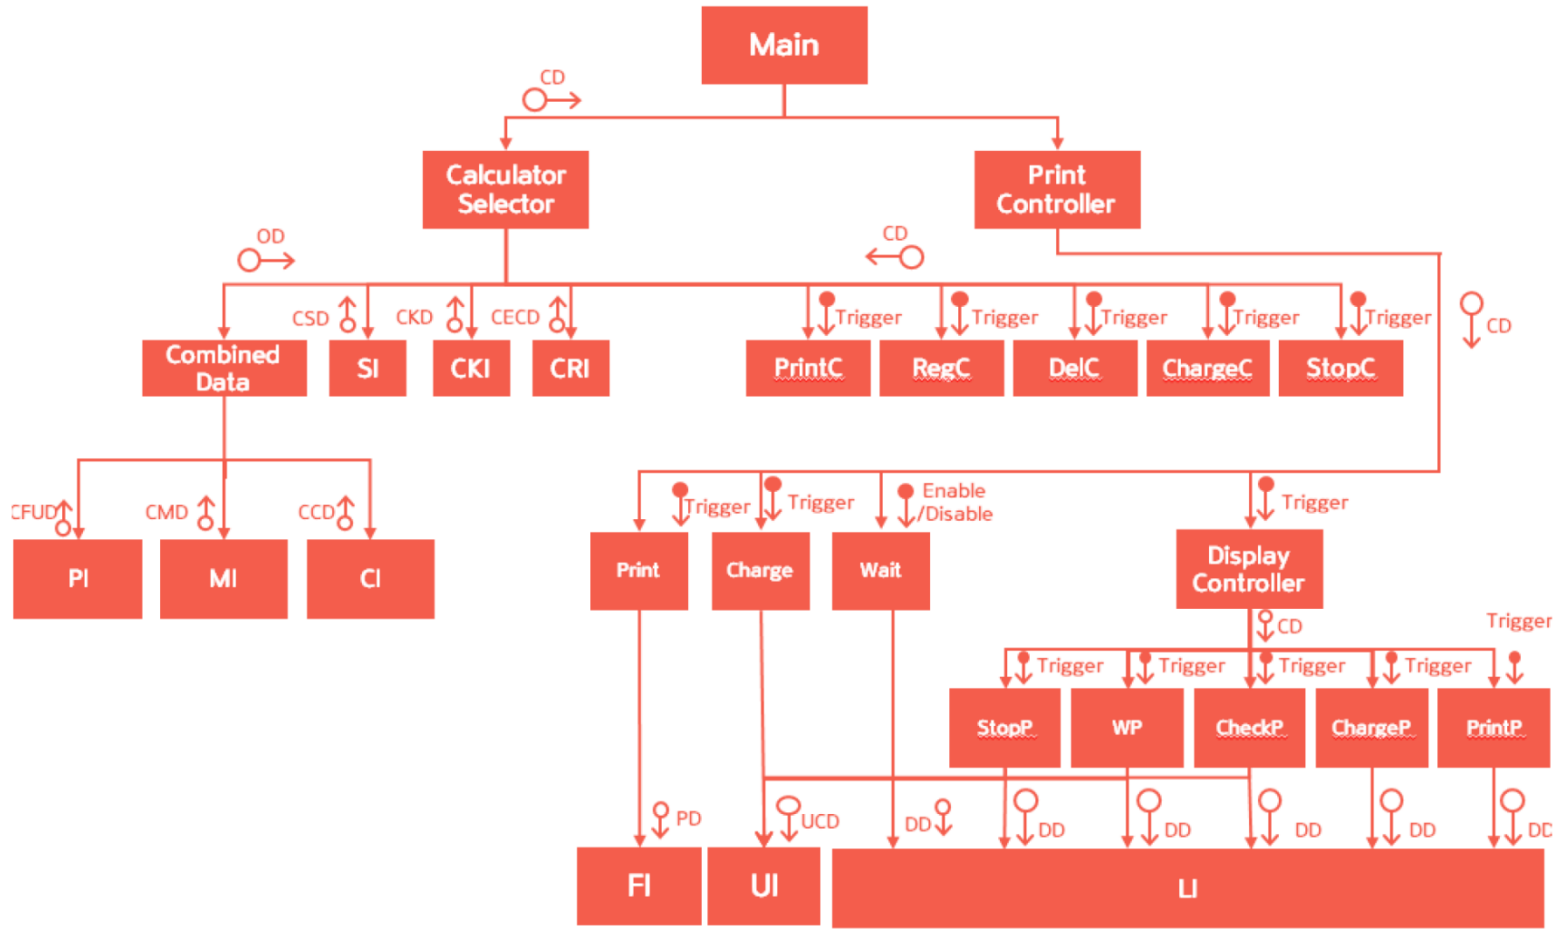 Main
CD
Calculator
Selector
Print
Controller
OD
CD
CSD
CKD
CECD
Trigger
Trigger
Trigger
Trigger
Trigger
CD
Combined
Data
SI
CKI
CRI
PrintC
RegC
DelC
ChargeC
StopC
CFUD
CMD
CCD
Trigger
Trigger
Enable
/Disable
Trigger
PI
MI
CI
Print
Charge
Wait
Display
Controller
CD
Trigger
Trigger
Trigger
Trigger
Trigger
StopP
WP
CheckP
ChargeP
PrintP
PD
UCD
DD
DD
DD
DD
DD
DD
FI
UI
LI